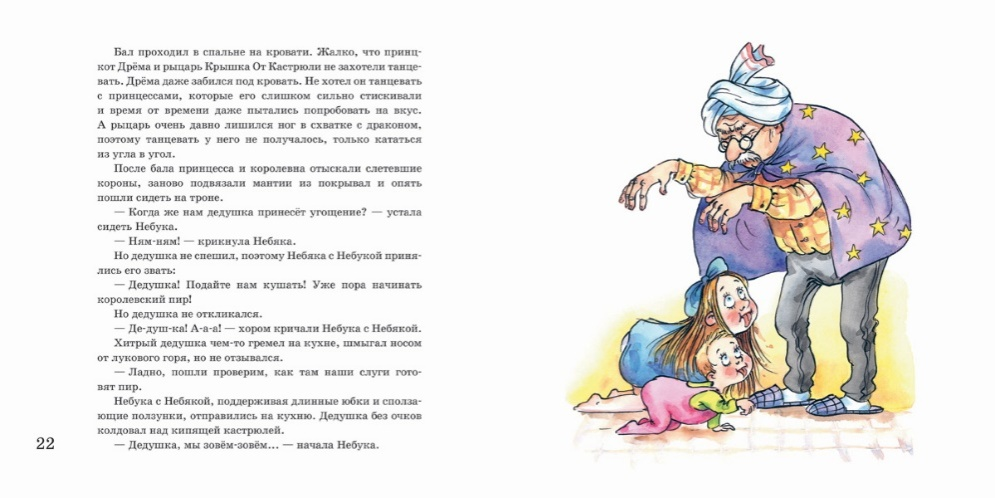 Бал проходил в спальне на кровати. Жалко, что принц-
кот Дрёма и рыцарь Крышка От Кастрюли не захотели танце-
вать. Дрёма даже забился под кровать. Не хотел он танцевать
с принцессами, которые его слишком сильно стискивали
и время от времени даже пытались попробовать на вкус.
А рыцарь очень давно лишился ног в схватке с драконом,
поэтому танцевать у него не получалось, только кататься
из угла в угол.
После бала принцесса и королевна отыскали слетевшие
короны, заново подвязали мантии из покрывал и опять
пошли сидеть на троне.
— Когда же нам дедушка принесёт угощение? — устала
сидеть Небука.
— Ням-ням! — крикнула Небяка.
Но дедушка не спешил, поэтому Небяка с Небукой приня-
лись его звать:
— Дедушка! Подайте нам кушать! Уже пора начинать
королевский пир!
Но дедушка не откликался.
— Де-душ-ка! А-а-а! — хором кричали Небука с Небякой.
Хитрый дедушка чем-то гремел на кухне, шмыгал носом
от лукового горя, но не отзывался.
— Ладно, пошли проверим, как там наши слуги гото-
вят пир.
Небука с Небякой, поддерживая длинные юбки и сполза-
ющие ползунки, отправились на кухню. Дедушка без очков
колдовал над кипящей кастрюлей.
— Дедушка, мы зовём-зовём... — начала Небука.
22